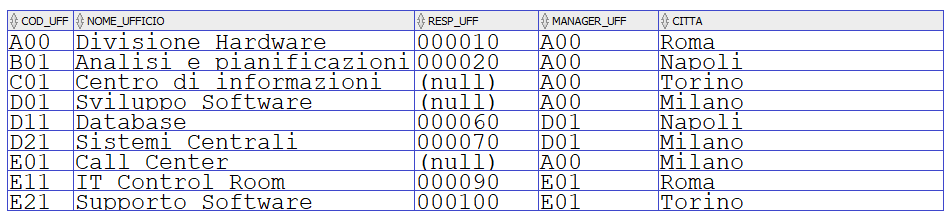 COD_UFF NOME_UFFICIO RESP_UFF MANAGER_UFF CITTA
A00 Divisione Hardware 000010 A00 Roma
B01 Analisi e pianificazioni 000020 A00 Napoli
C01 Centro di informazioni (null) A00 Torino
D01 Sviluppo Software (null) A00 Milano
D11 Database 000060 D01 Napoli
D21 Sistemi Centrali 000070 D01 Milano
E01 Call Center (null) A00 Milano
E11 IT Control Room 000090 E01 Roma
E21 Supporto Software 000100 E01 Torino